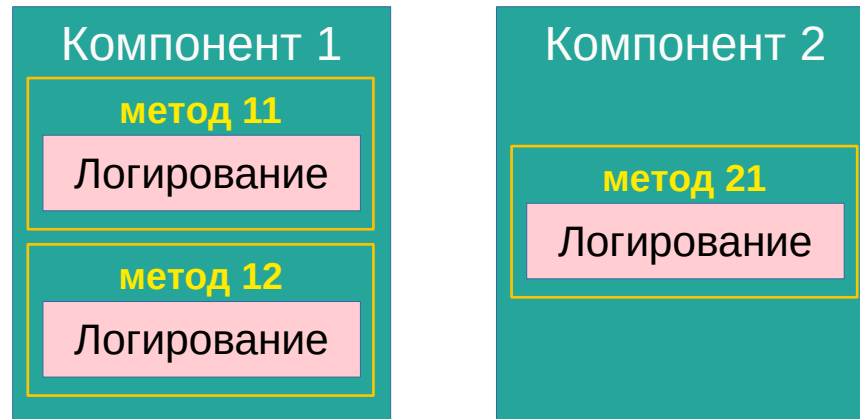 Компонент 1
метод 11
Логирование
метод 12
Логирование
Компонент 2
метод 21
Логирование